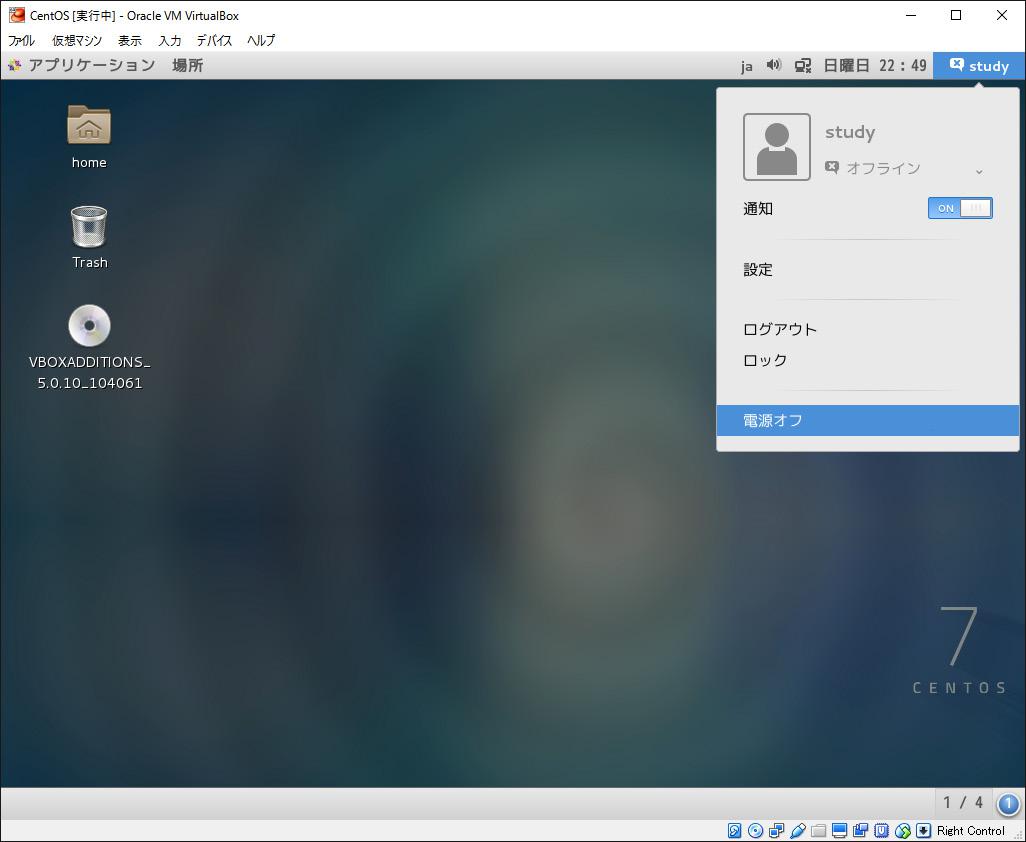 CentOS [実行中] - Oracle VM VirtualBox
ファイル 仮想マシン 表示 入力 デバイス ヘルプ
アプリケーション 場所 ja 日曜日 22 : 49 study
home
Trash
VBOXADDITIONS_
5.0.10_104061
study
オフライン
通知 ON
設定
ログアウト
ロック
電源オフ
7
CENTOS
1 / 4 1
Right Control